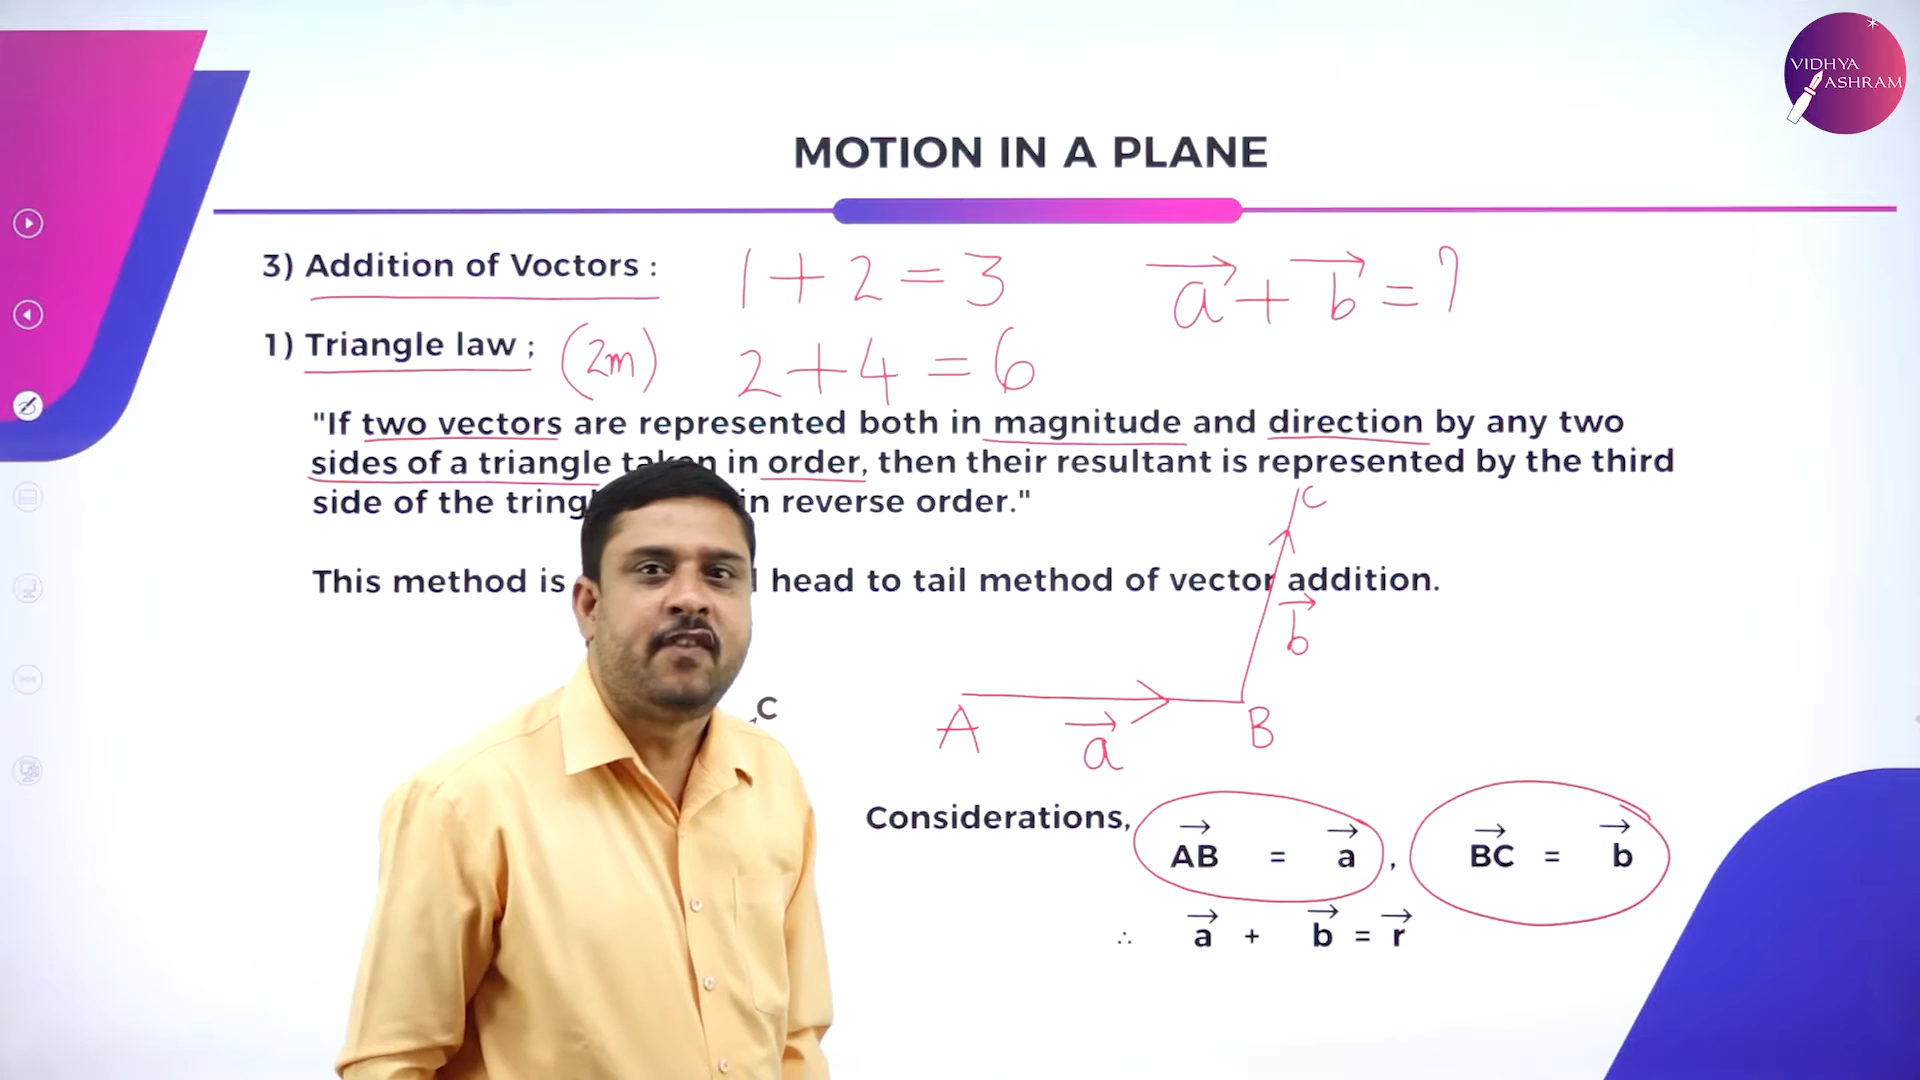 VIDHYA
ASHRAM
MOTION IN A PLANE
3) Addition of Voctors :
1 + 2 = 3
a + b = ?
1) Triangle law ;
(2m)
2 + 4 = 6
"If two vectors are represented both in magnitude and direction by any two
sides of a triangle taken in order, then their resultant is represented by the third
side of the in reverse order."
This method is head to tail method of vector addition.
C
b
A
a
B
C
Considerations, AB = a , BC = b
∴ a + b = r